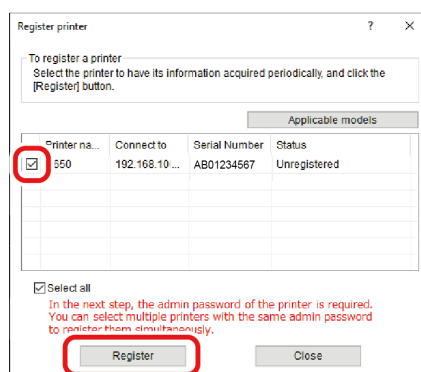 Register printer ? ×
To register a printer
Select the printer to have its information acquired periodically, and click the
[Register] button.
Applicable models
Printer na... Connect to Serial Number Status
650 192.168.10... AB01234567 Unregistered
Select all
In the next step, the admin password of the printer is required.
You can select multiple printers with the same admin password
to register them simultaneously.
Register Close